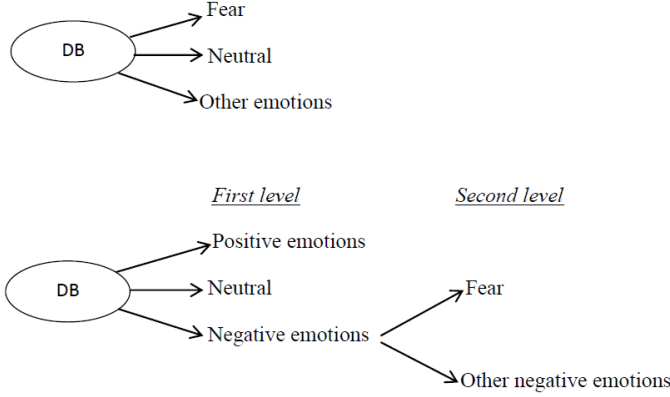 Fear
DB
Neutral
Other emotions
First level
Second level
Positive emotions
DB
Neutral
Fear
Negative emotions
Other negative emotions